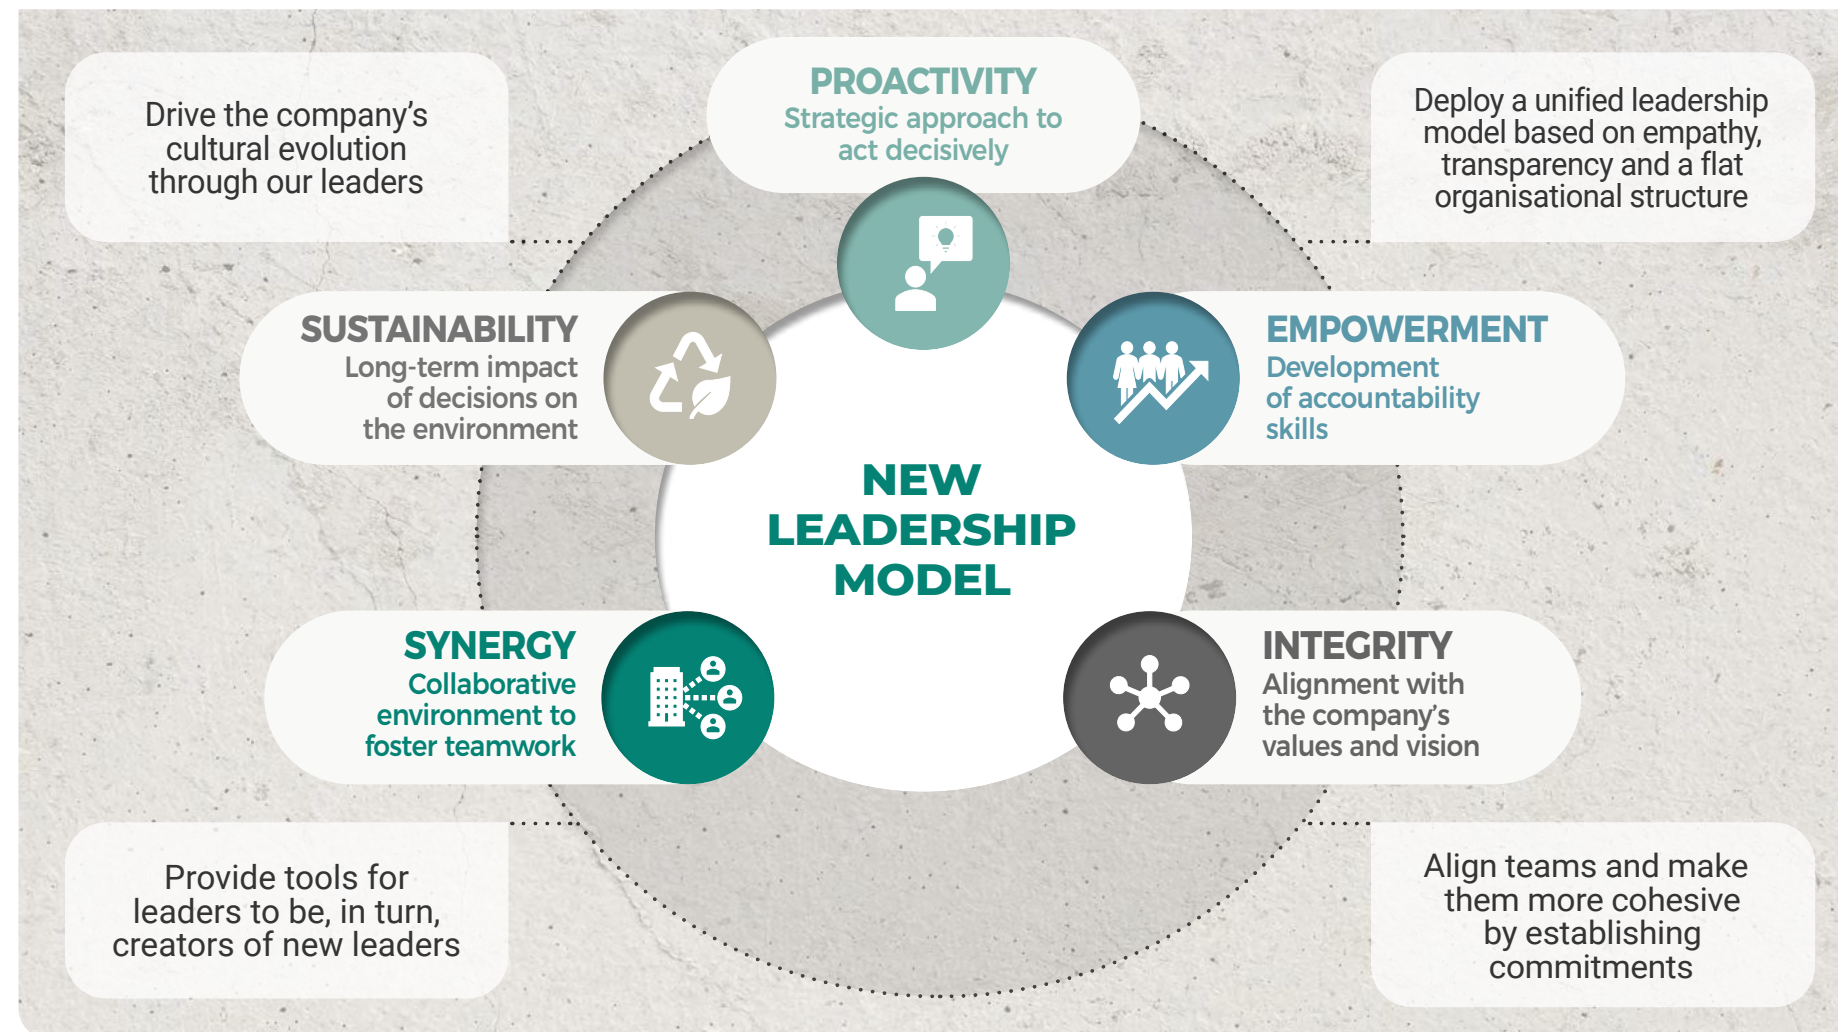 Drive the company’s
cultural evolution
through our leaders
PROACTIVITY
Strategic approach to
act decisively
Deploy a unified leadership
model based on empathy,
transparency and a flat
organisational structure
SUSTAINABILITY
Long-term impact
of decisions on
the environment
EMPOWERMENT
Development
of accountability
skills
NEW
LEADERSHIP
MODEL
SYNERGY
Collaborative
environment to
foster teamwork
INTEGRITY
Alignment with
the company’s
values and vision
Provide tools for
leaders to be, in turn,
creators of new leaders
Align teams and make
them more cohesive
by establishing
commitments